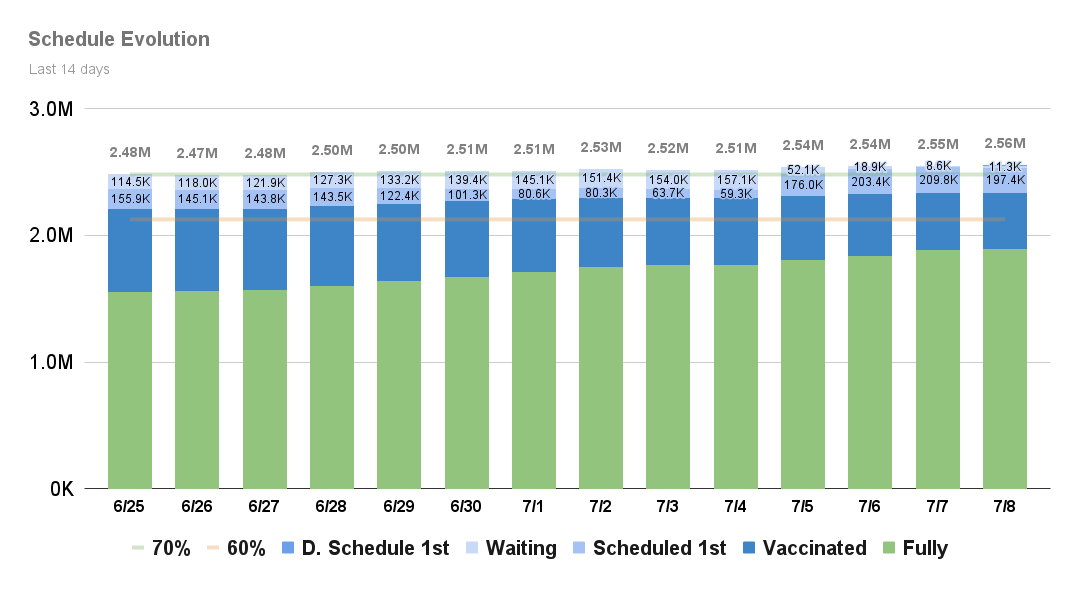 Schedule Evolution
Last 14 days
3.0M
2.48M 2.47M 2.48M 2.50M 2.50M 2.51M 2.51M 2.53M 2.52M 2.51M 2.54M 2.54M 2.55M 2.56M
114.5K 118.0K 121.9K 127.3K 133.2K 139.4K 145.1K 151.4K 154.0K 157.1K 52.1K 18.9K 8.6K 11.3K
155.9K 145.1K 143.8K 143.5K 122.4K 101.3K 80.6K 80.3K 63.7K 59.3K 176.0K 203.4K 209.8K 197.4K
2.0M
1.0M
0K
6/25 6/26 6/27 6/28 6/29 6/30 7/1 7/2 7/3 7/4 7/5 7/6 7/7 7/8
70% 60% D. Schedule 1st Waiting Scheduled 1st Vaccinated Fully